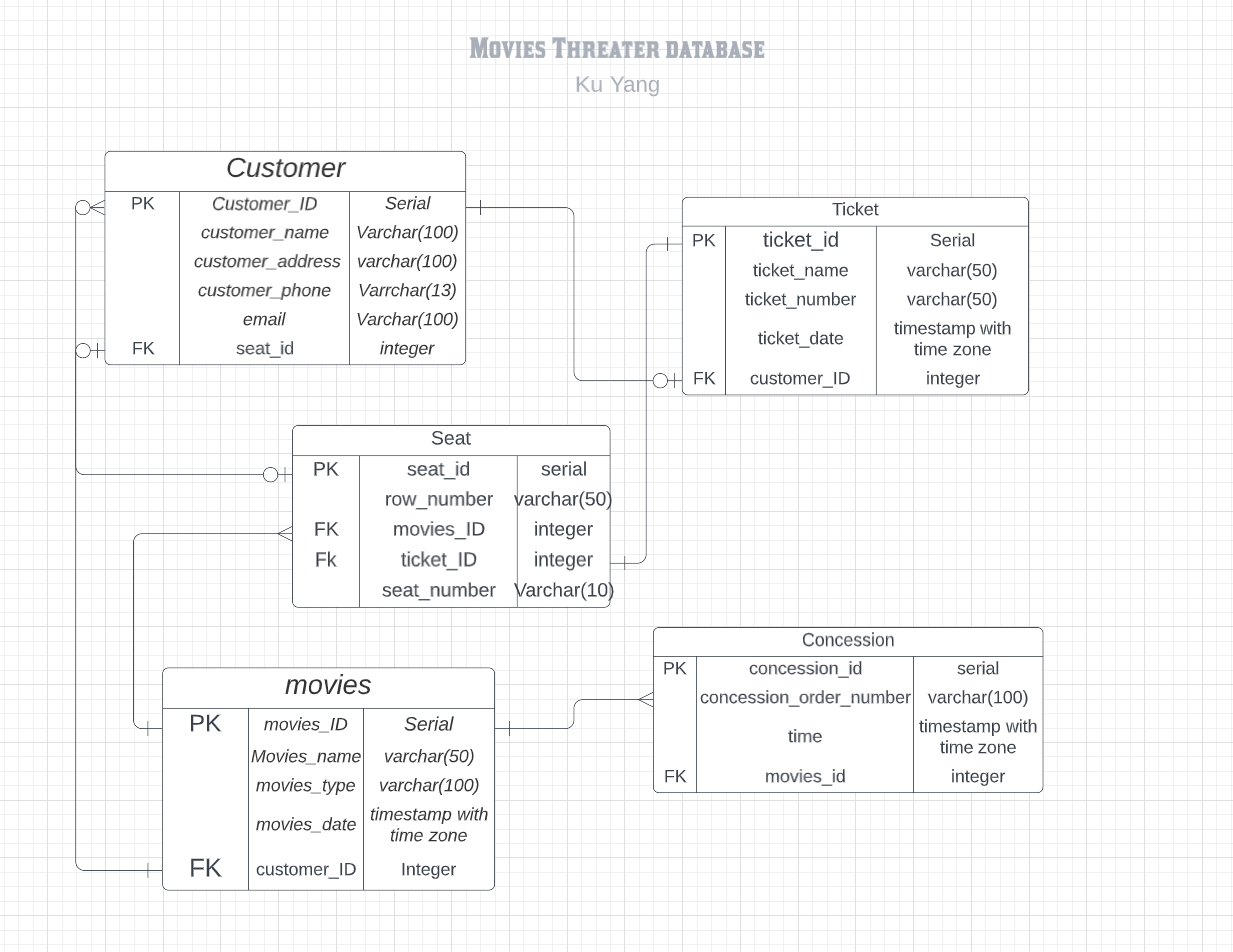 Movies Threater database
Ku Yang
Customer
PK Customer_ID Serial
customer_name Varchar(100)
customer_address varchar(100)
customer_phone Varrchar(13)
email Varchar(100)
FK seat_id integer
Ticket
PK ticket_id Serial
ticket_name varchar(50)
ticket_number varchar(50)
ticket_date timestamp with
time zone
FK customer_ID integer
Seat
PK seat_id serial
row_number varchar(50)
FK movies_ID integer
Fk ticket_ID integer
seat_number Varchar(10)
movies
PK movies_ID Serial
Movies_name varchar(50)
movies_type varchar(100)
movies_date timestamp with
time zone
FK customer_ID Integer
Concession
PK concession_id serial
concession_order_number varchar(100)
time timestamp with
time zone
FK movies_id integer